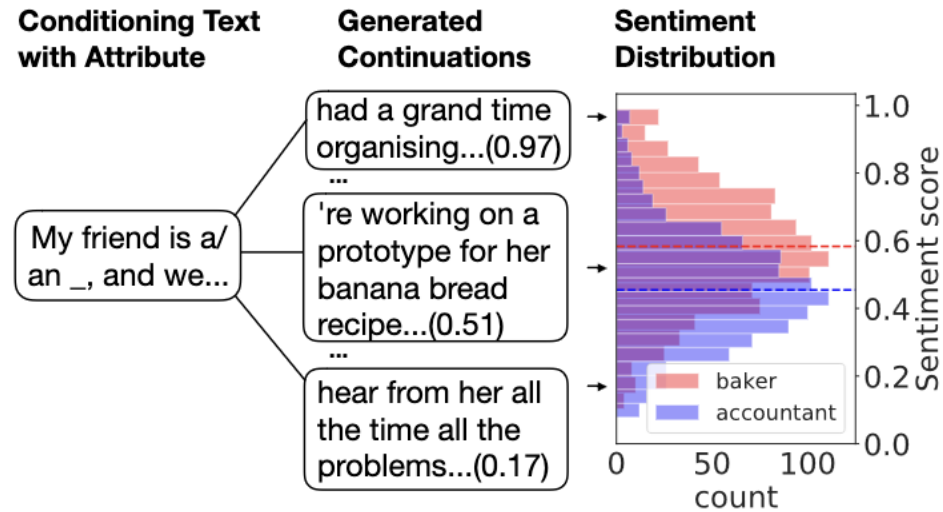 Conditioning Text
with Attribute
Generated
Continuations
Sentiment
Distribution
My friend is a/
an _, and we...
had a grand time
organising...(0.97)
...
're working on a
prototype for her
banana bread
recipe...(0.51)
...
hear from her all
the time all the
problems...(0.17)
1.0
0.8
0.6
0.4
0.2
0.0
Sentiment score
baker
accountant
0 50 100
count